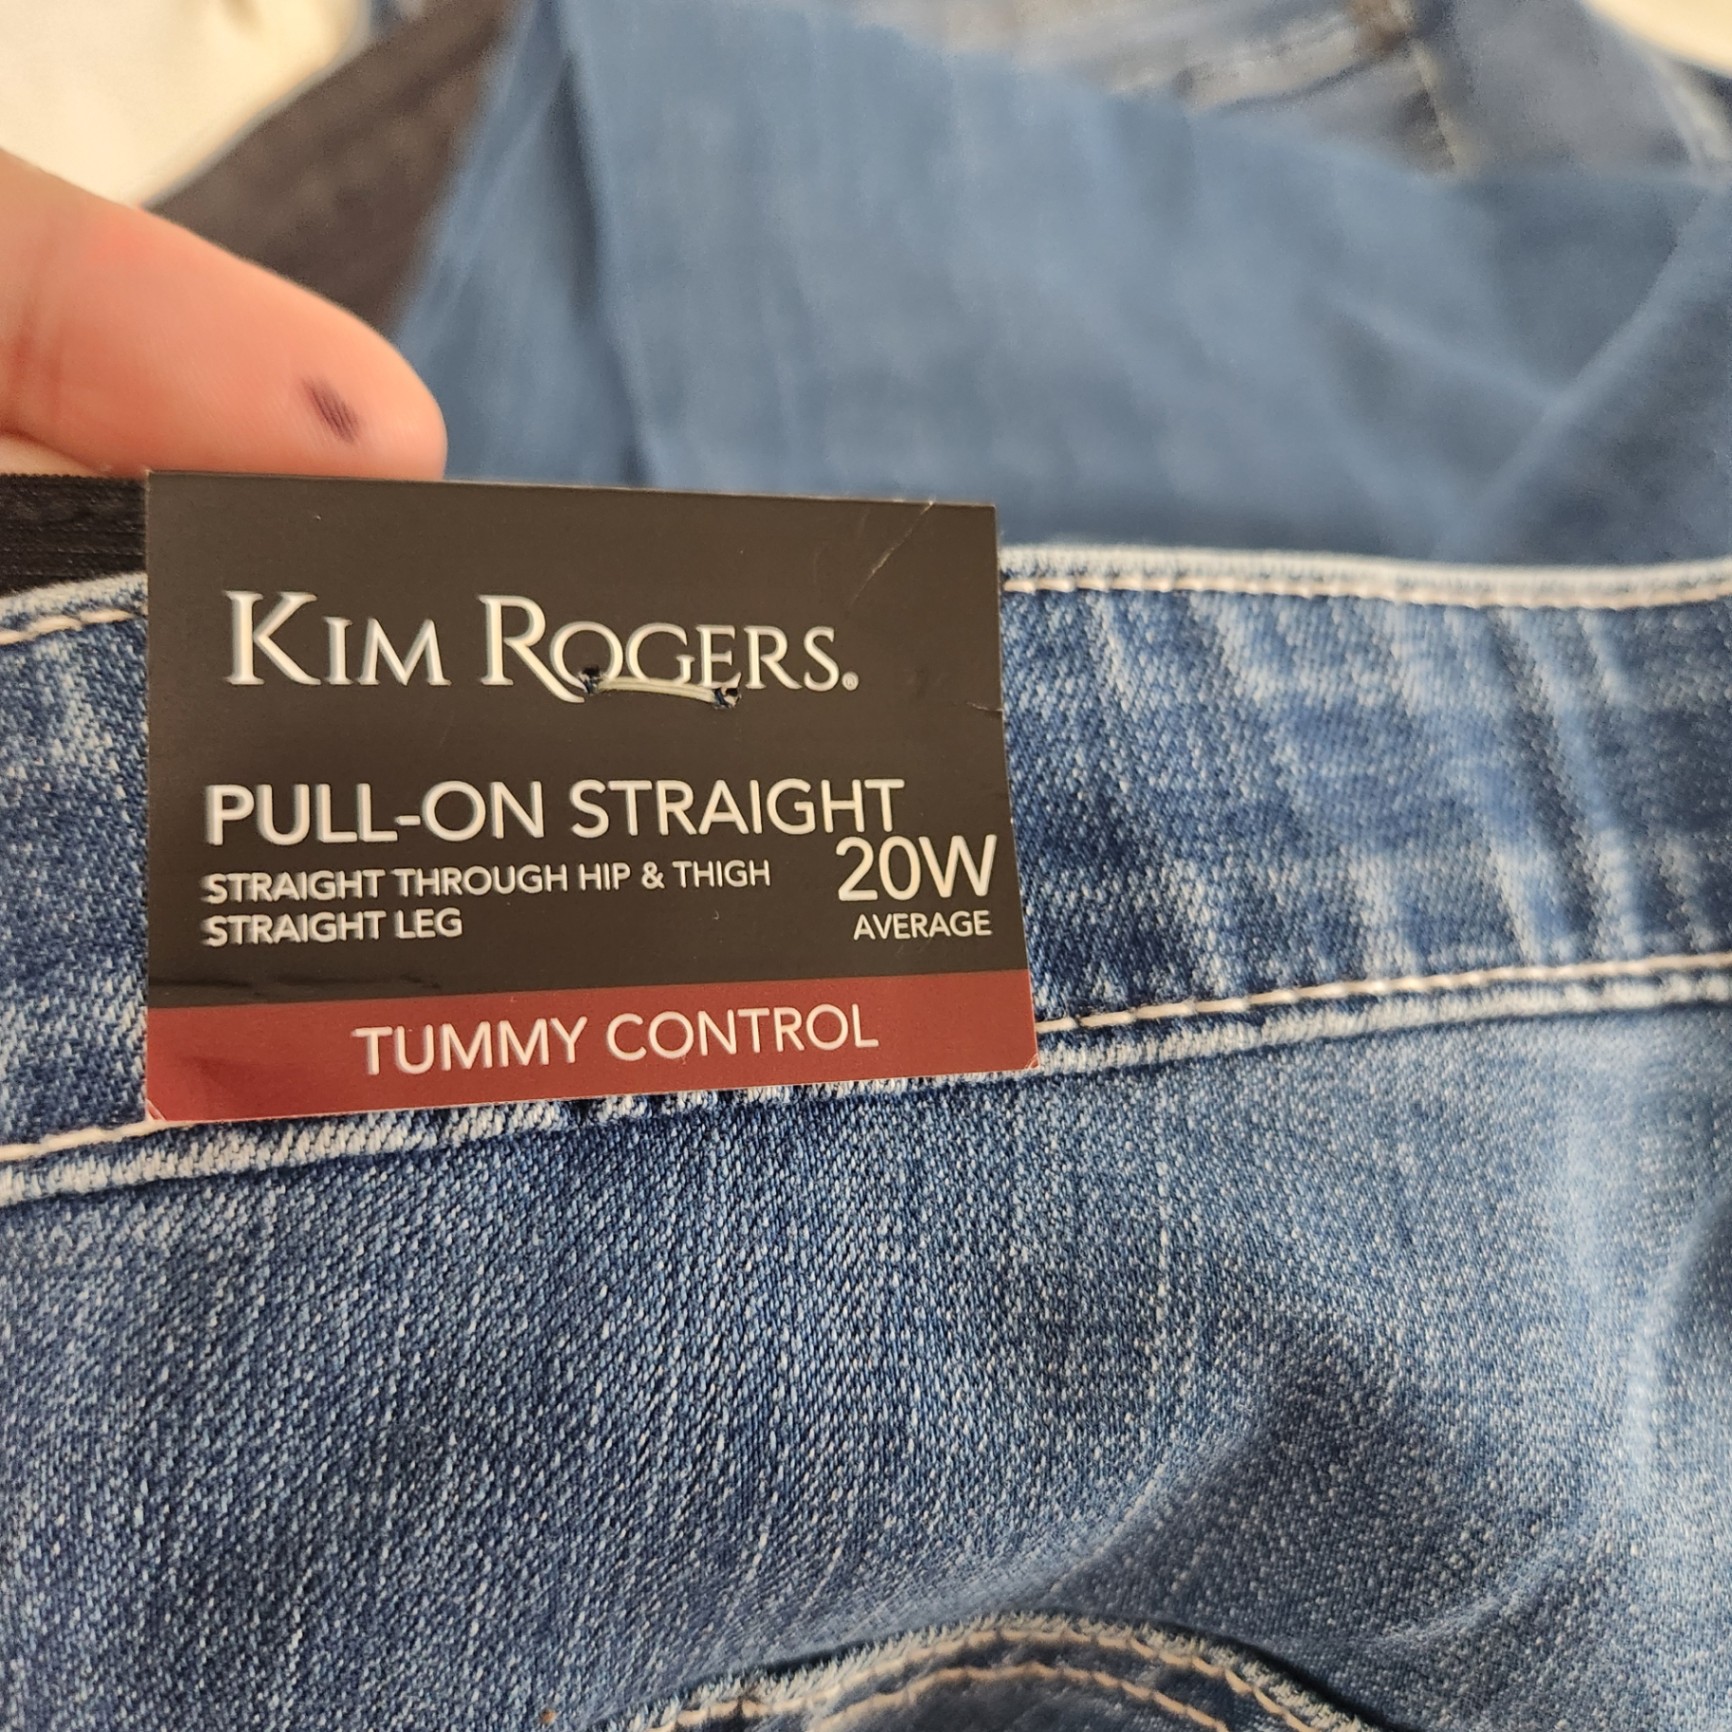 KIM ROGERS®
PULL-ON STRAIGHT
STRAIGHT THROUGH HIP & THIGH
STRAIGHT LEG
20W
AVERAGE
TUMMY CONTROL